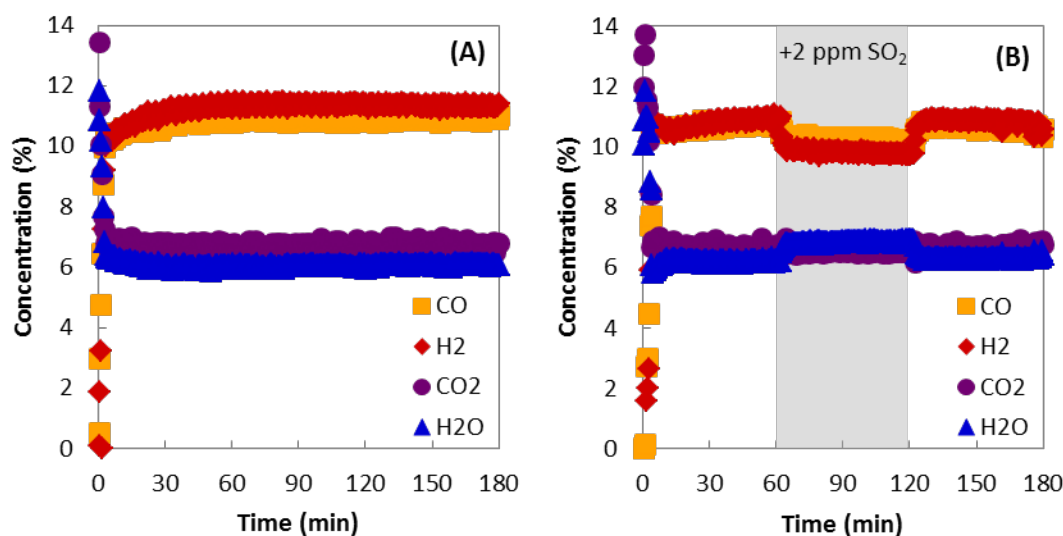 (A)
14
12
10
8
6
4
2
0
Concentration (%)
CO
H2
CO2
H2O
0 30 60 90 120 150 180
Time (min)
(B)
+2 ppm SO₂
14
12
10
8
6
4
2
0
Concentration (%)
CO
H2
CO2
H2O
0 30 60 90 120 150 180
Time (min)